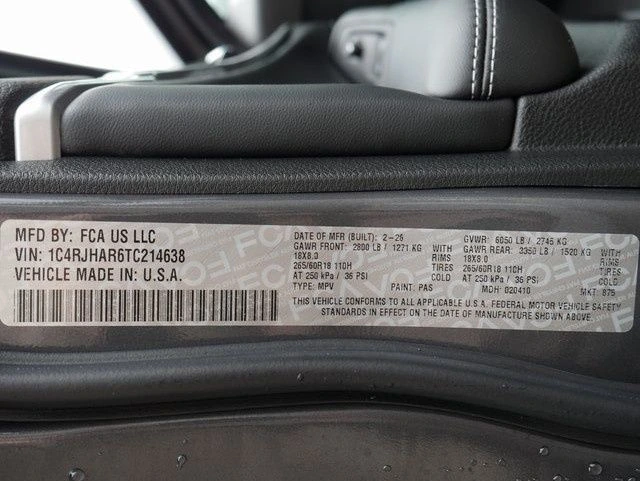 MFD BY: FCA US LLC
VIN: 1C4RJHAR6TC214638
VEHICLE MADE IN: U.S.A.
DATE OF MFR (BUILT): 2-26 GVWR: 6050 LB / 2745 KG
GAWR FRONT: 2800 LB / 1271 KG WITH GAWR REAR: 3350 LB / 1520 KG WITH
18X8.0 RIMS 18X8.0 RIMS
265/60R18 110H TIRES 265/60R18 110H TIRES
AT 250 kPa / 36 PSI COLD AT 250 kPa / 36 PSI COLD
TYPE: MPV PAINT: PAS MDH: 020410 MKT: 875
THIS VEHICLE CONFORMS TO ALL APPLICABLE U.S.A. FEDERAL MOTOR VEHICLE SAFETY
STANDARDS IN EFFECT ON THE DATE OF MANUFACTURE SHOWN ABOVE.